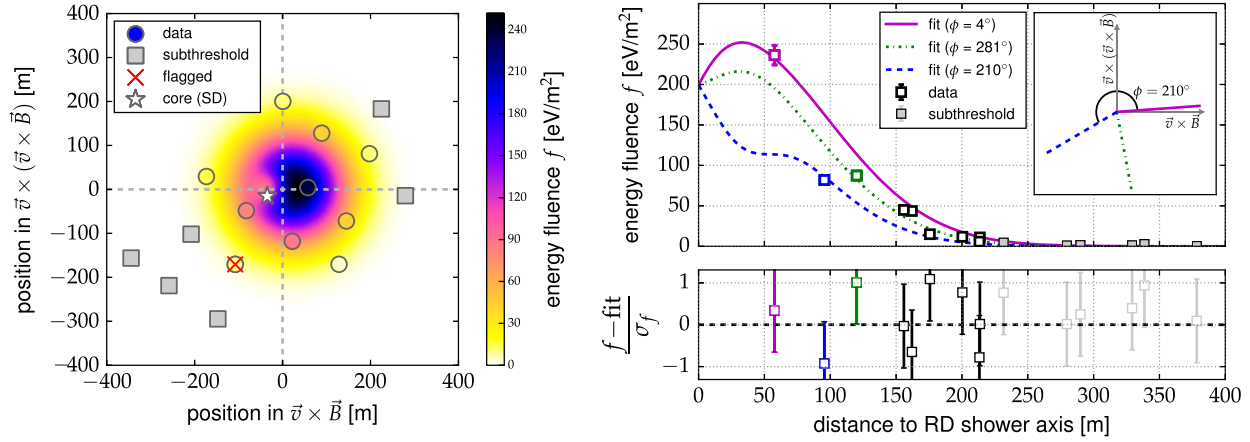 position in v⃗ × (v⃗ × B⃗) [m]
400
300
200
100
0
−100
−200
−300
−400
−400
−200
0
200
400
position in v⃗ × B⃗ [m]
data
subthreshold
flagged
core (SD)
240
210
180
150
120
90
60
30
0
energy fluence f [eV/m²]
energy fluence f [eV/m²]
250
200
150
100
50
0
fit (ϕ = 4°)
fit (ϕ = 281°)
fit (ϕ = 210°)
data
subthreshold
v⃗ × (v⃗ × B⃗)
ϕ = 210°
v⃗ × B⃗
f−fit
σf
1
0
−1
0
50
100
150
200
250
300
350
400
distance to RD shower axis [m]